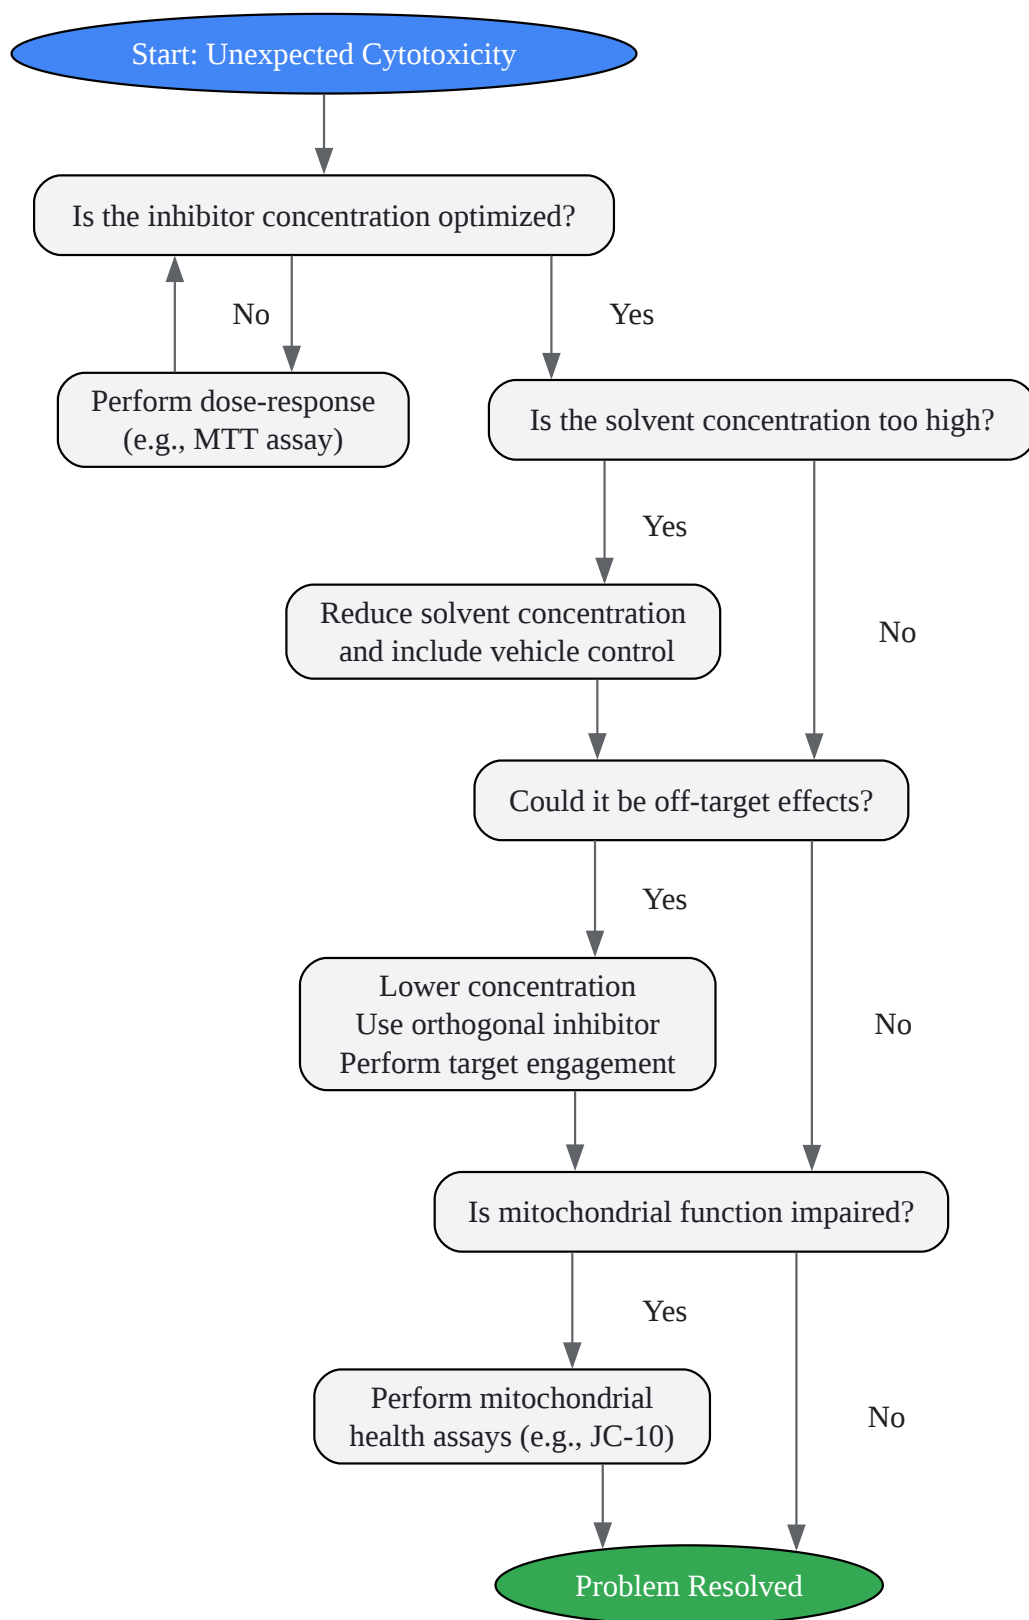 Start: Unexpected Cytotoxicity
Is the inhibitor concentration optimized?
No
Yes
Perform dose-response
(e.g., MTT assay)
Is the solvent concentration too high?
Yes
Reduce solvent concentration
and include vehicle control
No
Could it be off-target effects?
Yes
Lower concentration
Use orthogonal inhibitor
Perform target engagement
No
Is mitochondrial function impaired?
Yes
Perform mitochondrial
health assays (e.g., JC-10)
No
Problem Resolved